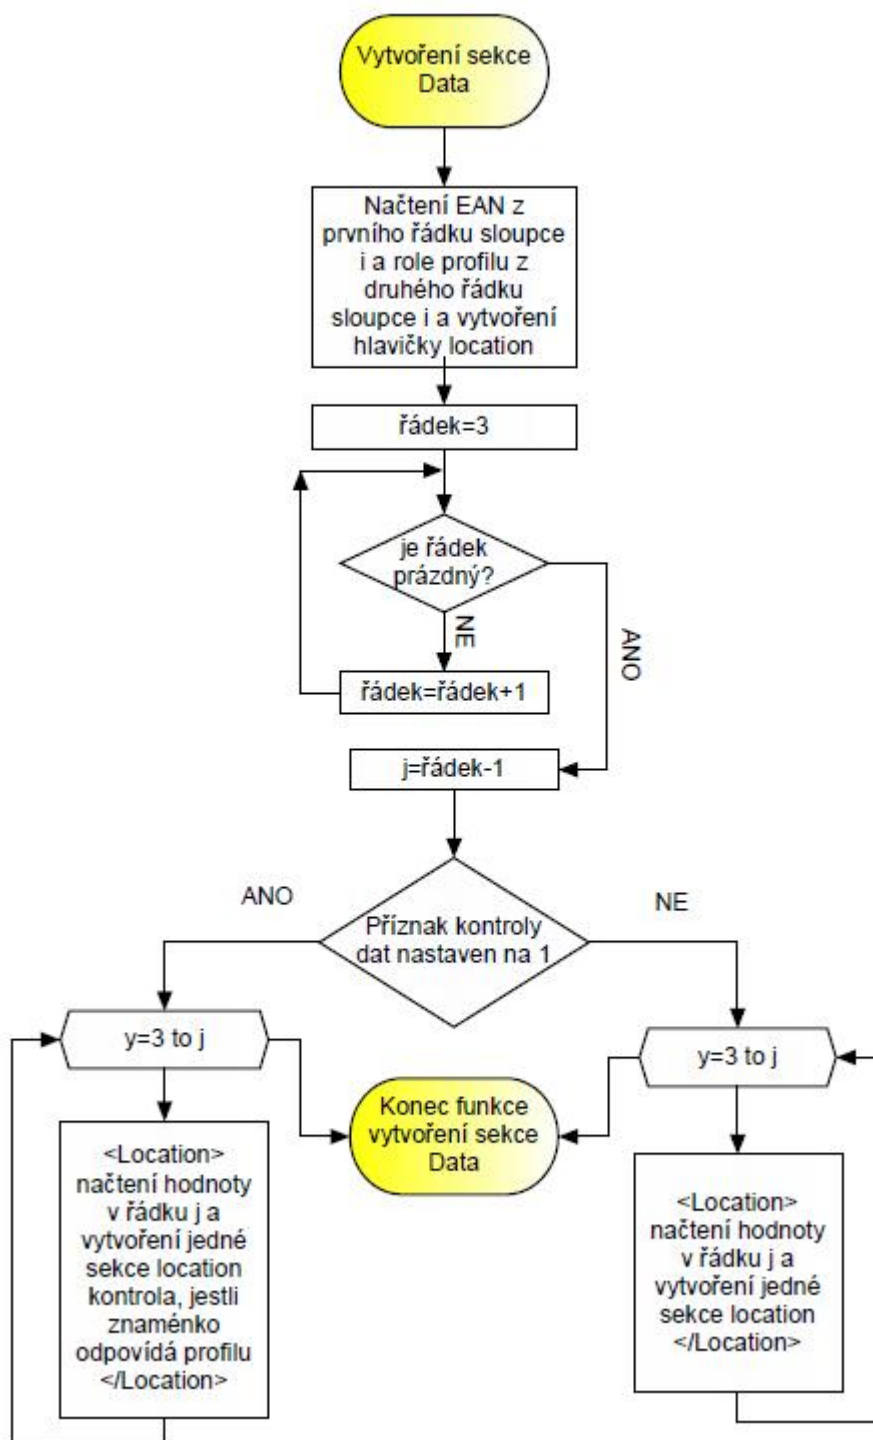 Vytvoření sekce
Data
Načtení EAN z
prvního řádku sloupce
i a role profilu z
druhého řádku
sloupce i a vytvoření
hlavičky location
řádek=3
je řádek
prázdný?
NE
ANO
řádek=řádek+1
j=řádek-1
ANO
NE
Příznak kontroly
dat nastaven na 1
y=3 to j
y=3 to j
Konec funkce
vytvoření sekce
Data
<Location>
načtení hodnoty
v řádku j a
vytvoření jedné
sekce location
kontrola, jestli
znaménko
odpovídá profilu
</Location>
<Location>
načtení hodnoty
v řádku j a
vytvoření jedné
sekce location
</Location>